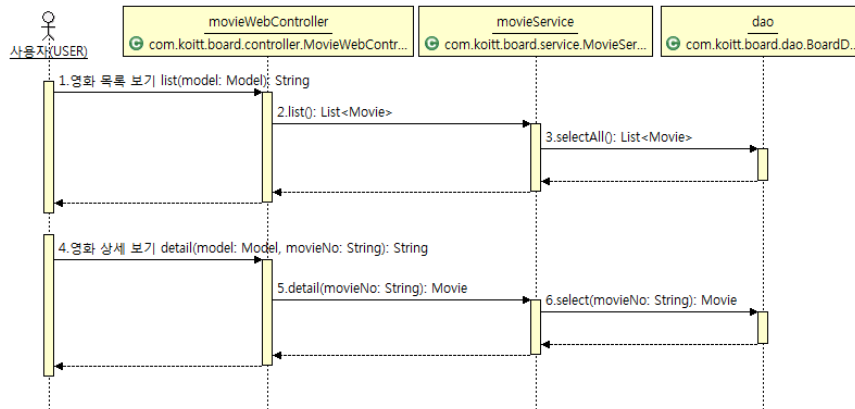 사용자(USER)
movieWebController
C com.koitt.board.controller.MovieWebContr...
movieService
C com.koitt.board.service.MovieSer...
dao
C com.koitt.board.dao.BoardD...
1.영화 목록 보기 list(model: Model): String
2.list(): List<Movie>
3.selectAll(): List<Movie>
4.영화 상세 보기 detail(model: Model, movieNo: String): String
5.detail(movieNo: String): Movie
6.select(movieNo: String): Movie